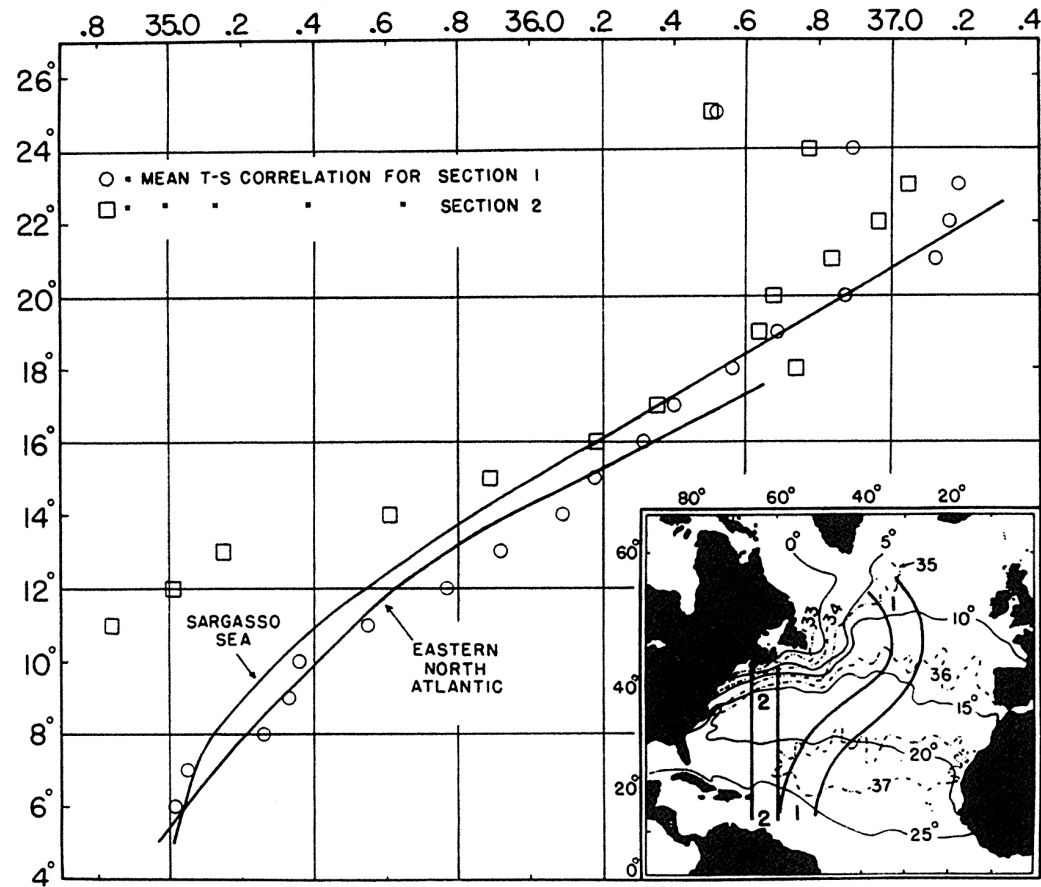 .8 35.0 .2 .4 .6 .8 36.0 .2 .4 .6 .8 37.0 .2 .4
26°
24°
○ " MEAN T-S CORRELATION FOR SECTION 1
□ " " " " " SECTION 2
22°
20°
18°
16°
14°
12°
SARGASSO
SEA
EASTERN
NORTH
ATLANTIC
10°
8°
6°
4°
80° 60° 40° 20°
60°
40°
20°
0°
0° 5° 35
33 34 1 10°
36
2 15°
20°
37
2 1 25°